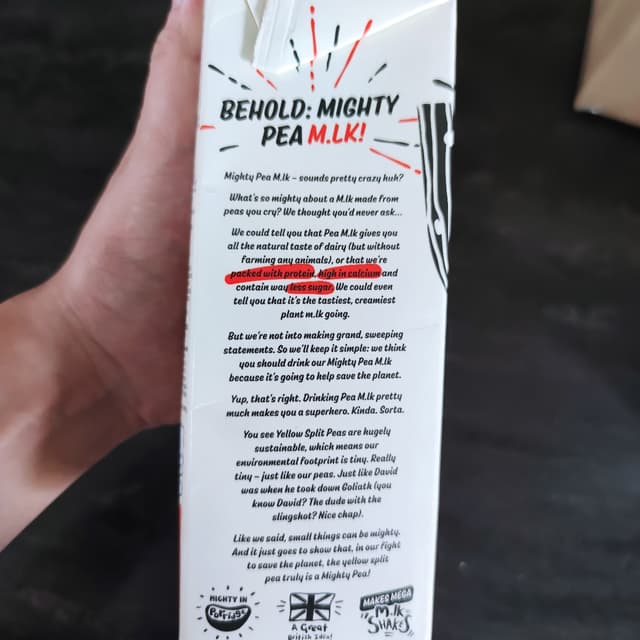 BEHOLD: MIGHTY
PEA M.LK!
Mighty Pea M.lk – sounds pretty crazy huh?
What's so mighty about a M.lk made from
peas you cry? We thought you'd never ask...
We could tell you that Pea M.lk gives you
all the natural taste of dairy (but without
farming any animals), or that we're
packed with protein, high in calcium and
contain way less sugar. We could even
tell you that it's the tastiest, creamiest
plant m.lk going.
But we're not into making grand, sweeping
statements. So we'll keep it simple: we think
you should drink our Mighty Pea M.lk
because it's going to help save the planet.
Yup, that's right. Drinking Pea M.lk pretty
much makes you a superhero. Kinda. Sorta.
You see Yellow Split Peas are hugely
sustainable, which means our
environmental footprint is tiny. Really
tiny – just like our peas. Just like David
was when he took down Goliath (you
know David? The dude with the
slingshot? Nice chap).
Like we said, small things can be mighty.
And it just goes to show that, in our fight
to save the planet, the yellow split
pea truly is a Mighty Pea!
MIGHTY IN
Porridge
A Great
British Idea!
MAKES MEGA
M.lk
SHAKES